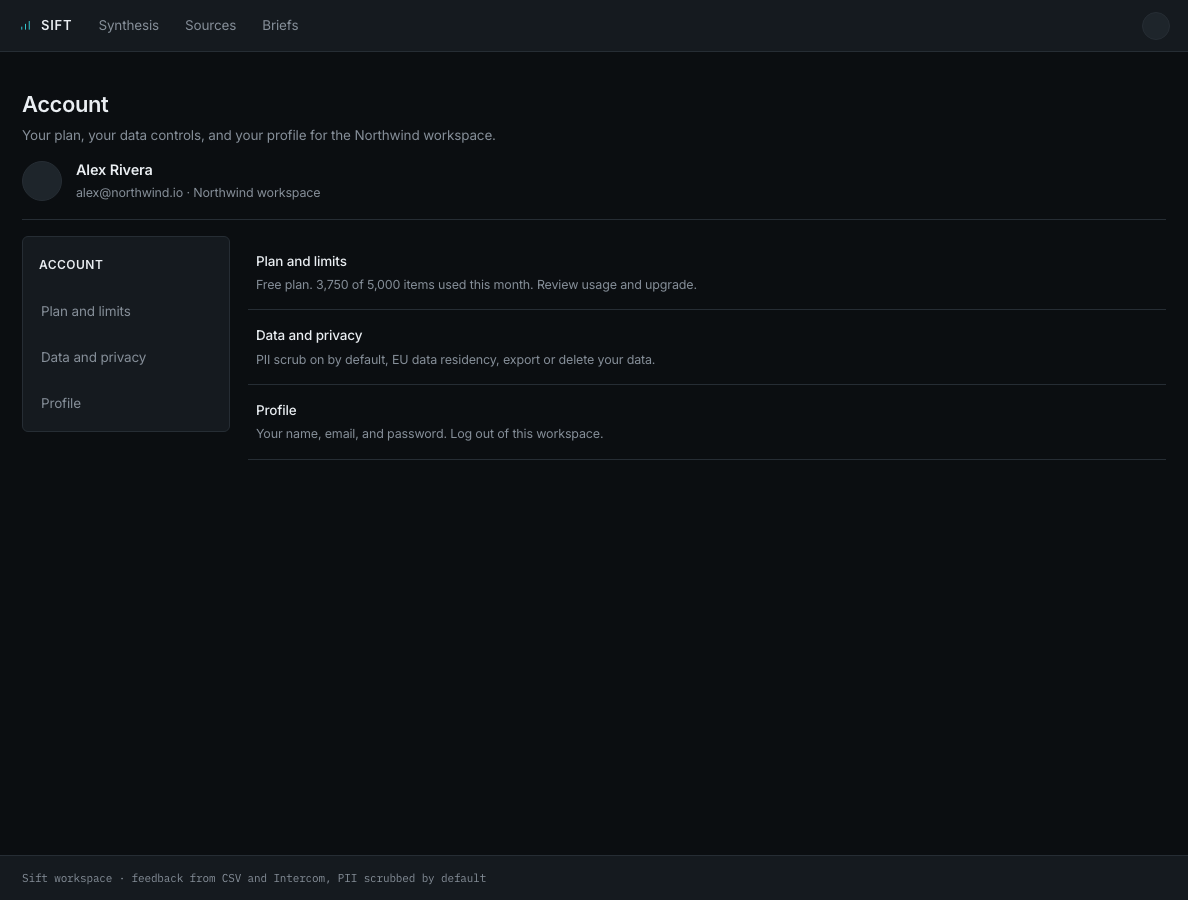 SIFT Synthesis Sources Briefs
Account
Your plan, your data controls, and your profile for the Northwind workspace.
Alex Rivera
alex@northwind.io · Northwind workspace
ACCOUNT
Plan and limits
Data and privacy
Profile
Plan and limits
Free plan. 3,750 of 5,000 items used this month. Review usage and upgrade.
Data and privacy
PII scrub on by default, EU data residency, export or delete your data.
Profile
Your name, email, and password. Log out of this workspace.
Sift workspace · feedback from CSV and Intercom, PII scrubbed by default